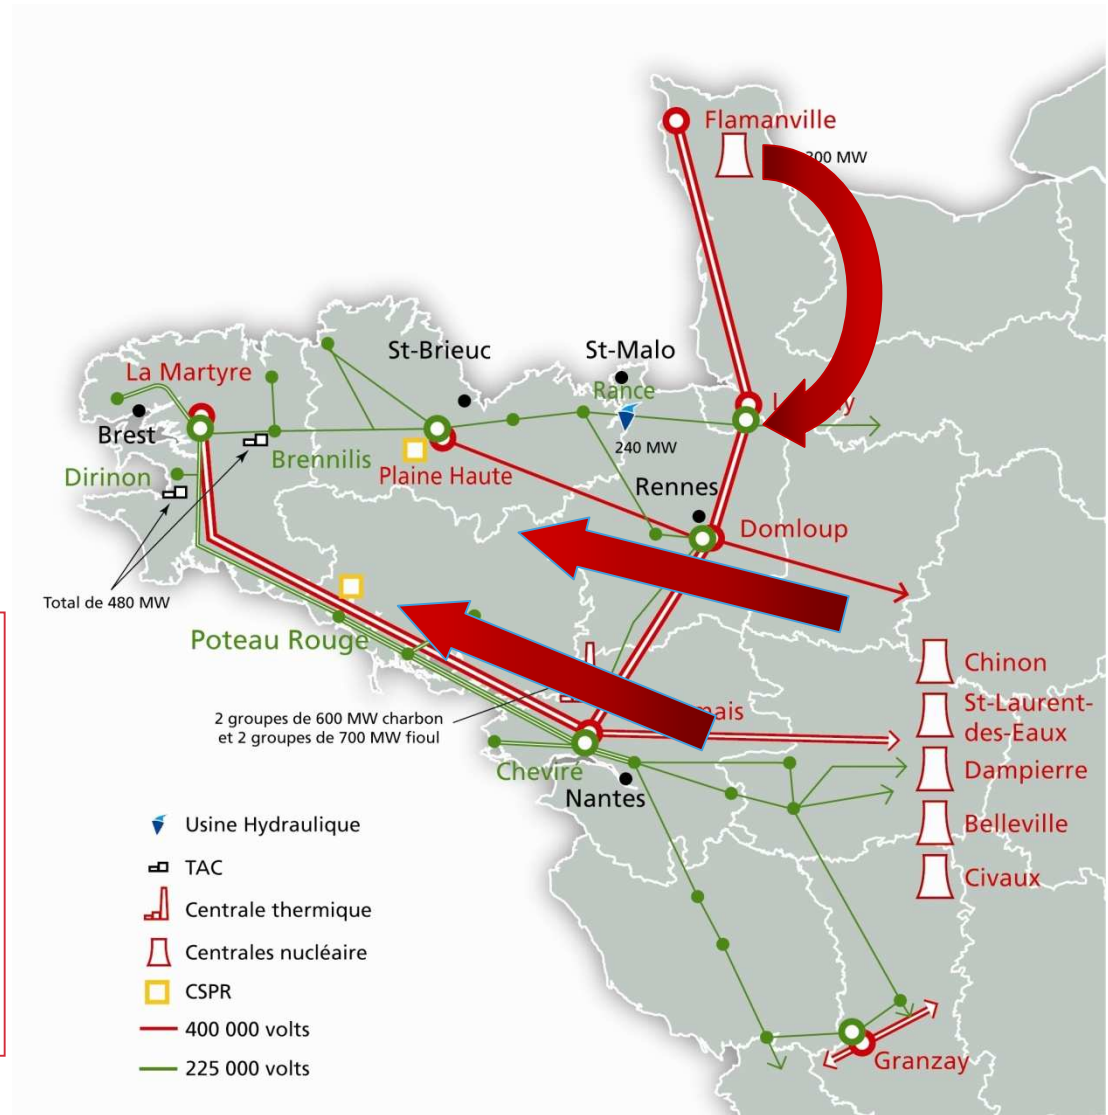 Flamanville
300 MW
St-Brieuc
St-Malo
La Martyre
Rance
Brest
Brennilis
240 MW
Dirinon
Plaine Haute
Rennes
Domloup
Total de 480 MW
Poteau Rouge
Chinon
St-Laurent-
des-Eaux
2 groupes de 600 MW charbon
et 2 groupes de 700 MW fioul
Cheviré
Nantes
Dampierre
Belleville
Civaux
Usine Hydraulique
TAC
Centrale thermique
Centrales nucléaire
CSPR
400 000 volts
225 000 volts
Granzay